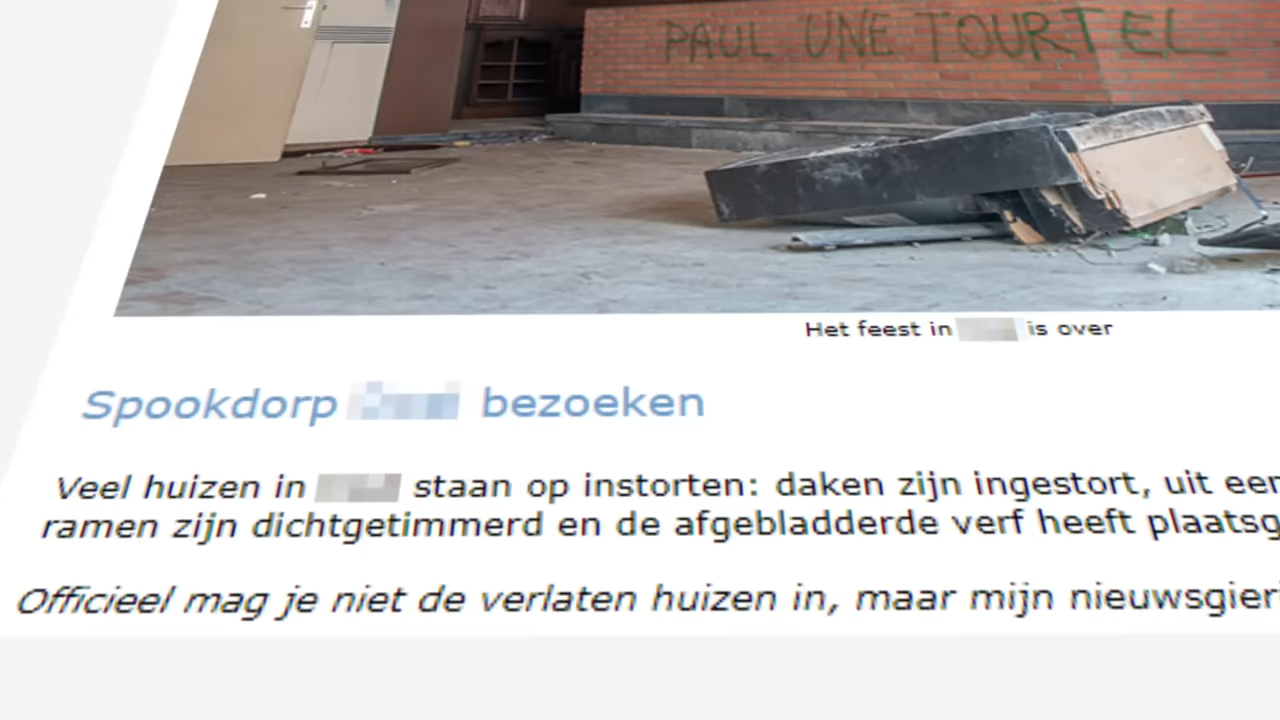 PAUL UNE TOURTEL
Het feest in is over
Spookdorp bezoeken
Veel huizen in staan op instorten: daken zijn ingestort, uit een
ramen zijn dichtgetimmerd en de afgebladderde verf heeft plaatsg
Officieel mag je niet de verlaten huizen in, maar mijn nieuwsgier